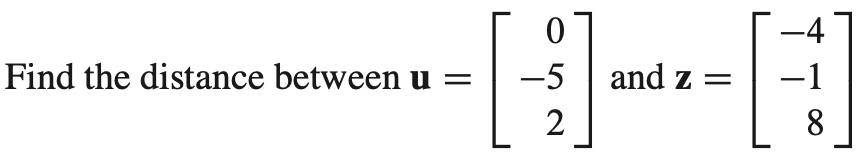 Find the distance between u = [0 −5 2] and z = [−4 −1 8]